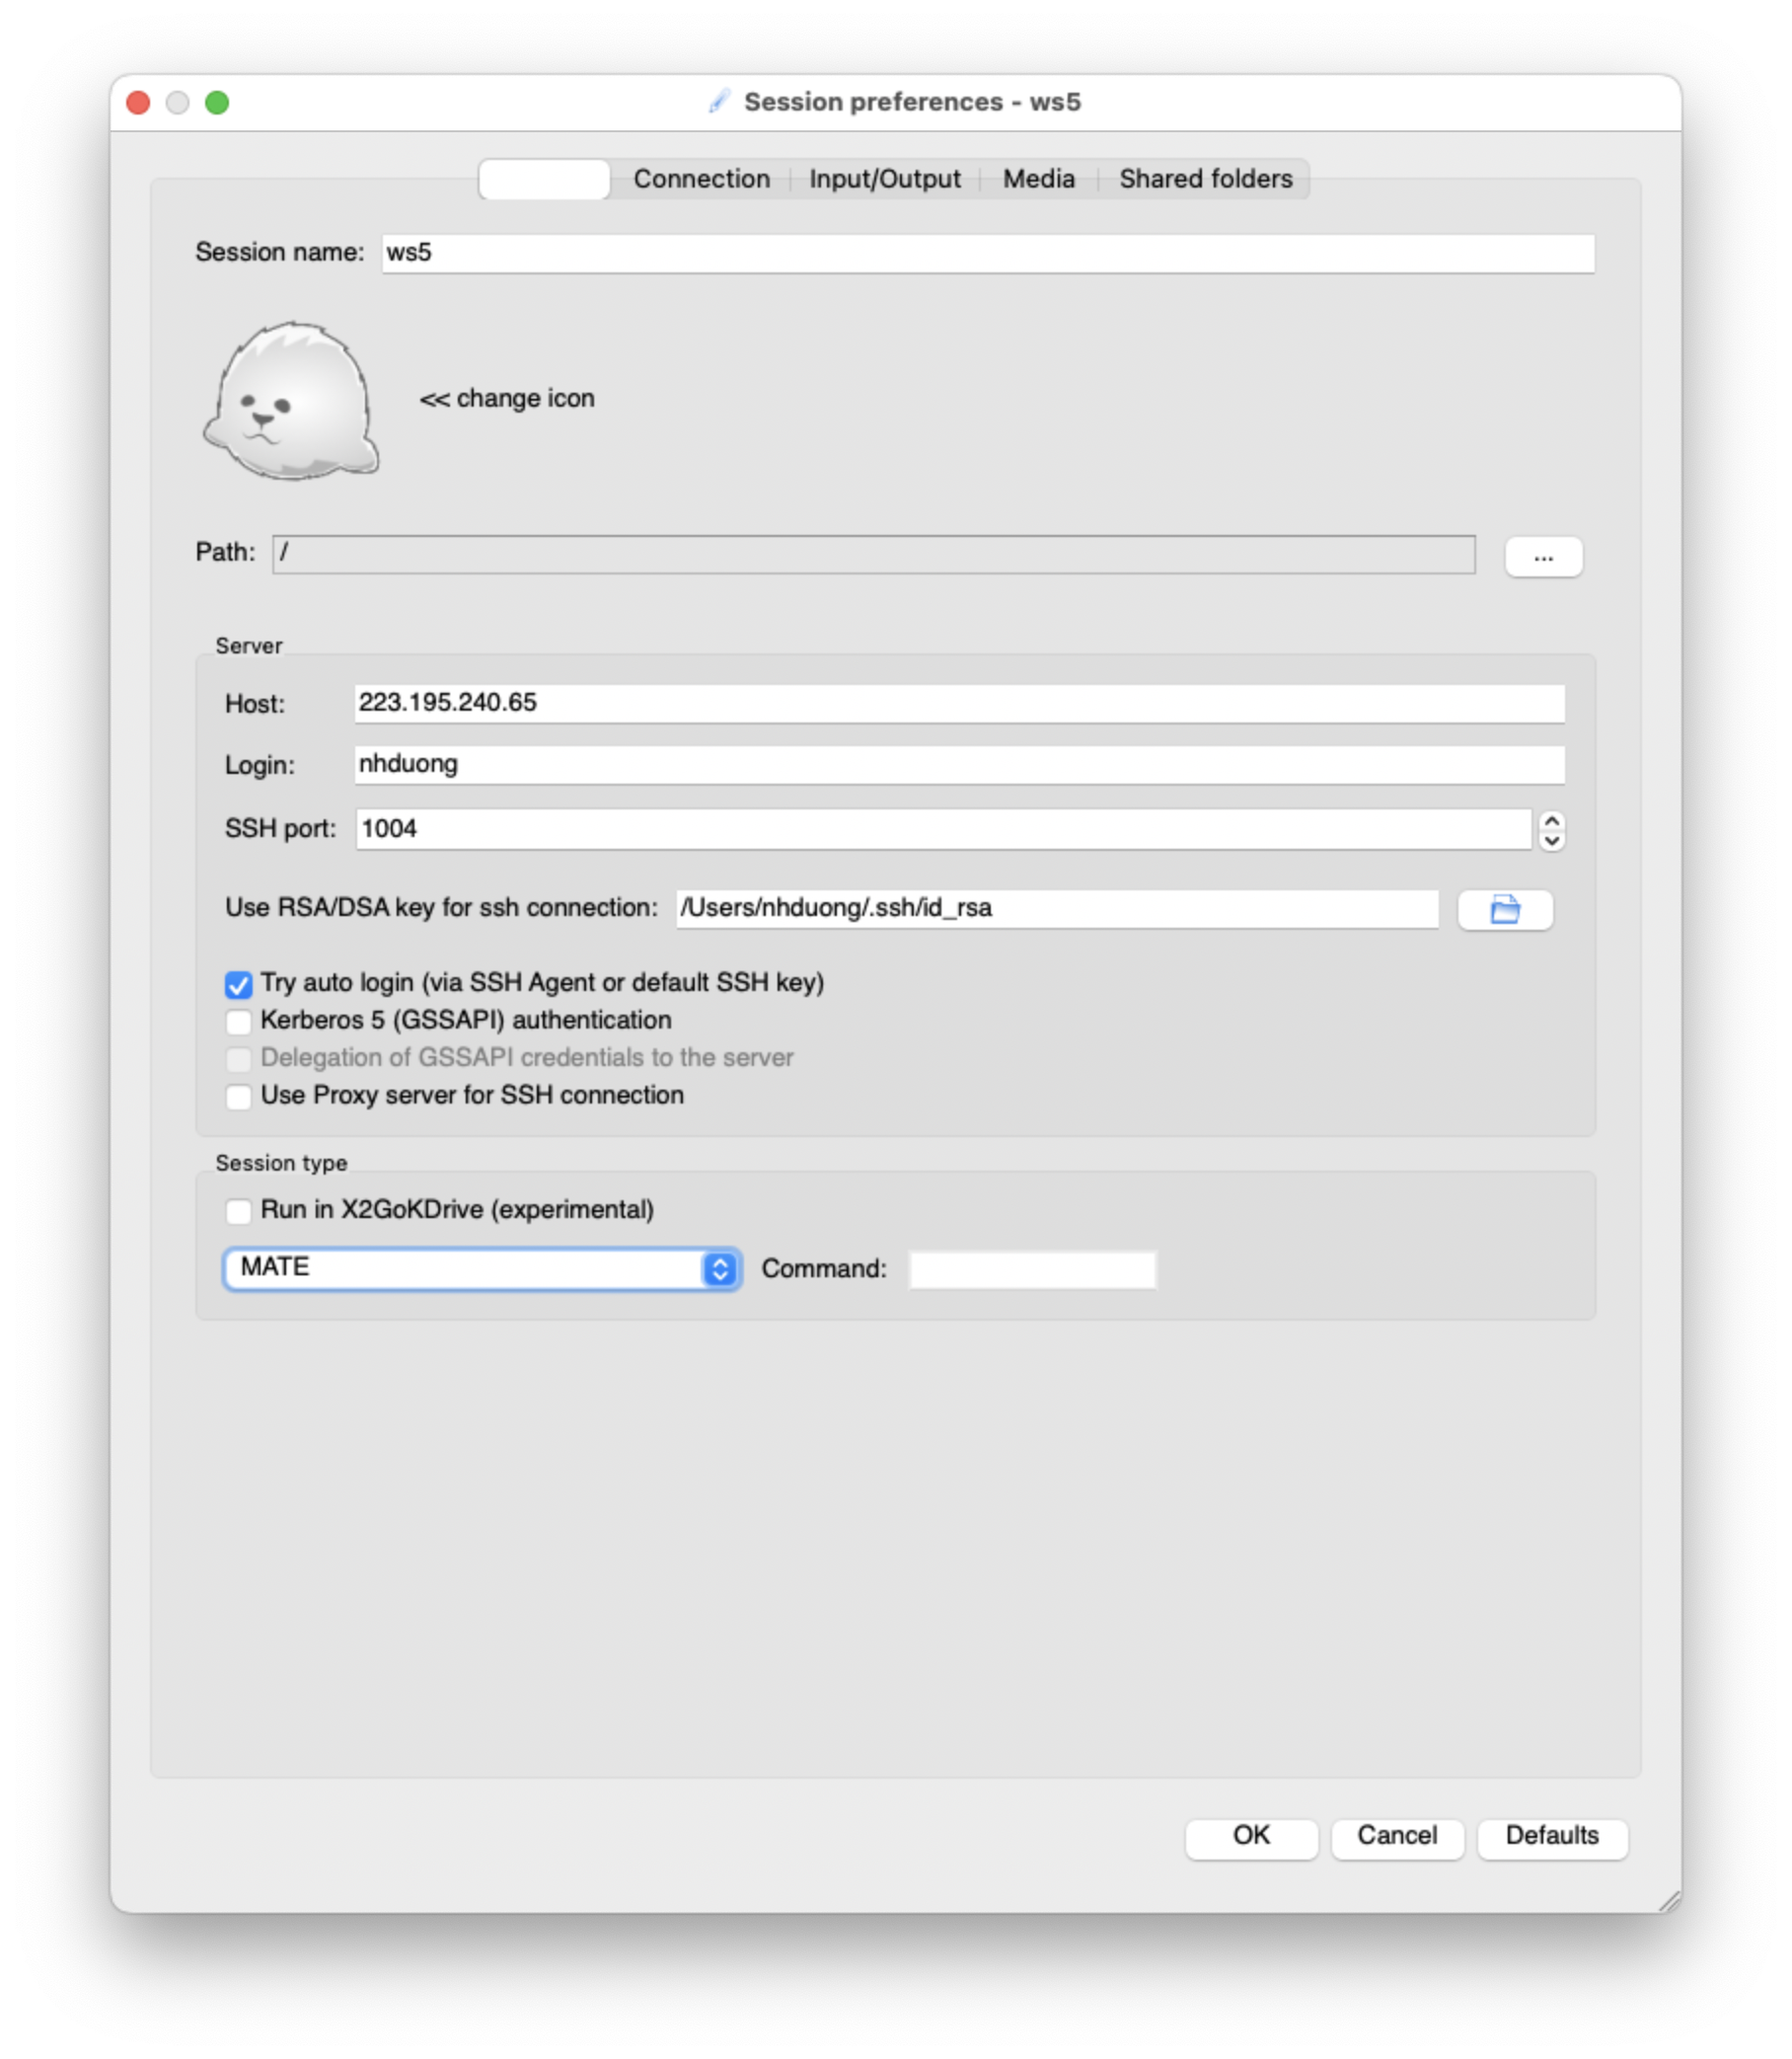 Session preferences - ws5
Connection Input/Output Media Shared folders
Session name: ws5
<< change icon
Path: / ...
Server
Host: 223.195.240.65
Login: nhduong
SSH port: 1004
Use RSA/DSA key for ssh connection: /Users/nhduong/.ssh/id_rsa
Try auto login (via SSH Agent or default SSH key)
Kerberos 5 (GSSAPI) authentication
Delegation of GSSAPI credentials to the server
Use Proxy server for SSH connection
Session type
Run in X2GoKDrive (experimental)
MATE Command:
OK Cancel Defaults